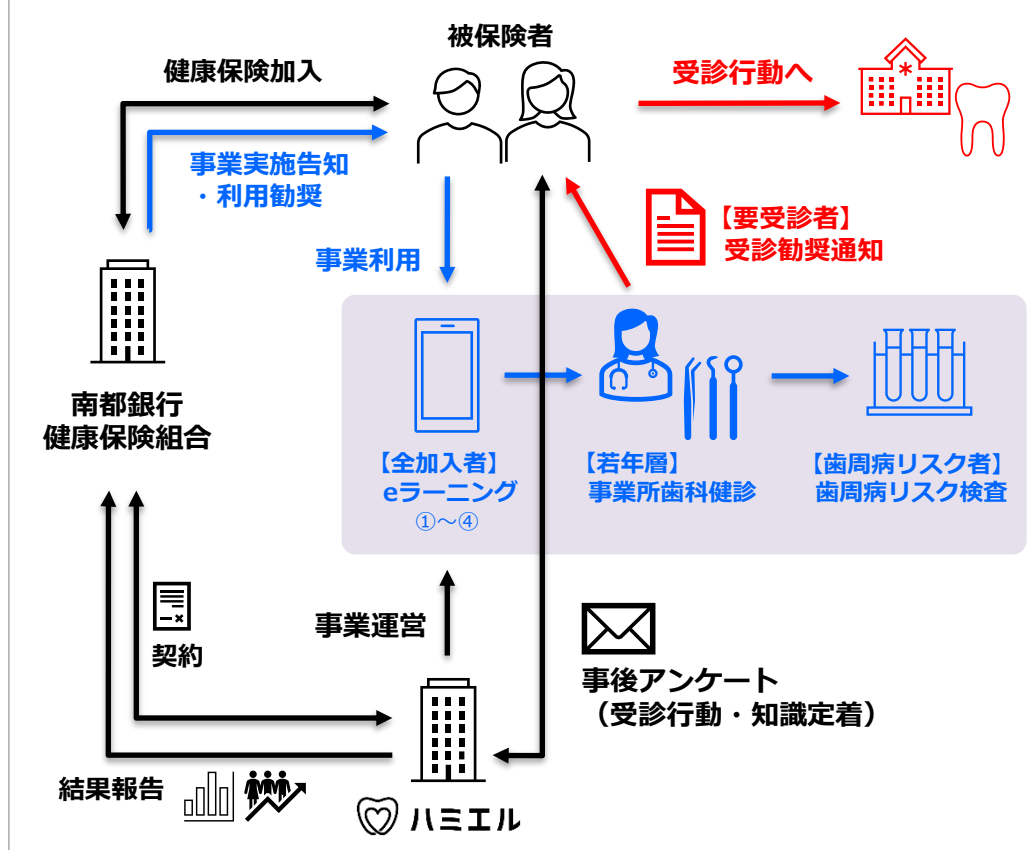 被保険者
健康保険加入
受診行動へ
事業実施告知
・利用勧奨
【要受診者】
受診勧奨通知
事業利用
南都銀行
健康保険組合
【全加入者】
eラーニング
①〜④
【若年層】
事業所歯科健診
【歯周病リスク者】
歯周病リスク検査
契約
事業運営
事後アンケート
（受診行動・知識定着）
結果報告
ハミエル